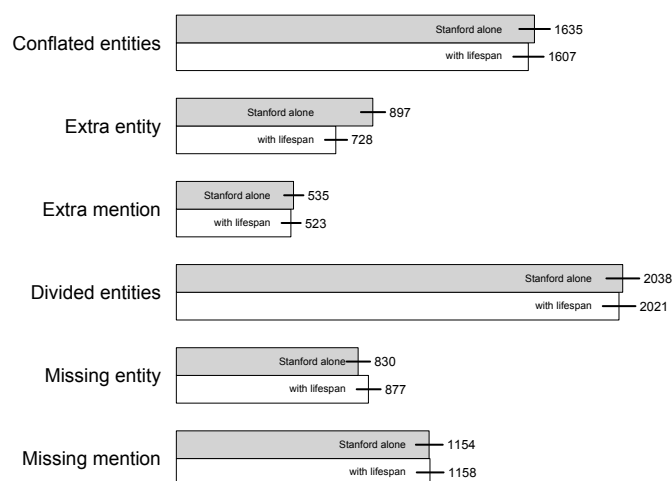 Stanford alone 1635
Conflated entities
with lifespan 1607
Stanford alone 897
Extra entity
with lifespan 728
Stanford alone 535
Extra mention
with lifespan 523
Stanford alone 2038
Divided entities
with lifespan 2021
Stanford alone 830
Missing entity
with lifespan 877
Stanford alone 1154
Missing mention
with lifespan 1158